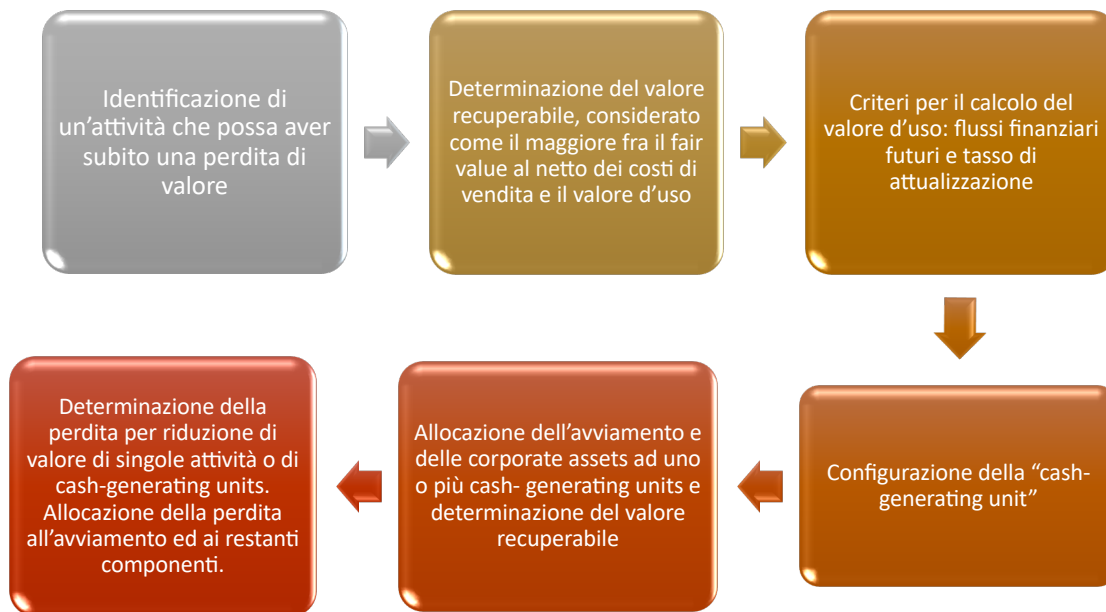 Identificazione di
un'attività che possa aver
subito una perdita di
valore
Determinazione del valore
recuperabile, considerato
come il maggiore fra il fair
value al netto dei costi di
vendita e il valore d'uso
Criteri per il calcolo del
valore d'uso: flussi finanziari
futuri e tasso di
attualizzazione
Configurazione della “cash-
generating unit”
Allocazione dell'avviamento e
delle corporate assets ad uno
o più cash- generating units e
determinazione del valore
recuperabile
Determinazione della
perdita per riduzione di
valore di singole attività o di
cash-generating units.
Allocazione della perdita
all'avviamento ed ai restanti
componenti.